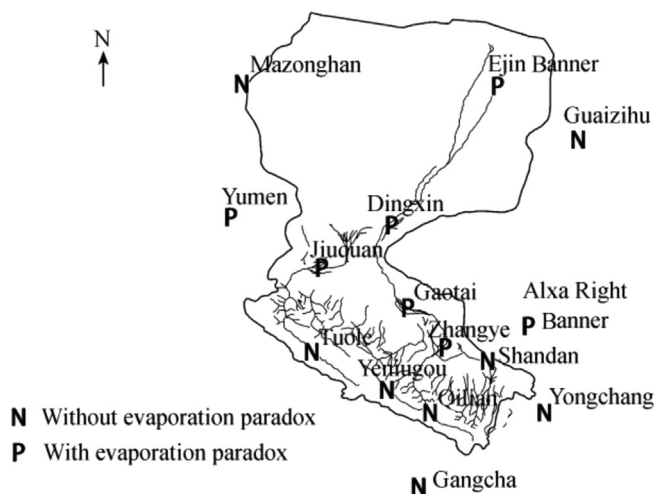 N
Mazonghan
N
Ejin Banner
P
Guaizihu
N
Yumen
P
Dingxin
P
Jiuquan
P
Gaotai
P
Alxa Right
P Banner
Zhangye
P
Shandan
N
Tuole
N
Yeniugou
N
Qilian
N
Yongchang
N
N Without evaporation paradox
P With evaporation paradox
Gangcha
N